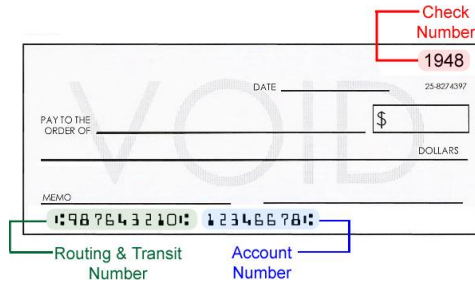 Check
Number
1948
DATE
25-8274397
VOID
PAY TO THE
ORDER OF
$
DOLLARS
MEMO
⑆987643210⑆ 12346678⑆
Routing & Transit
Number
Account
Number